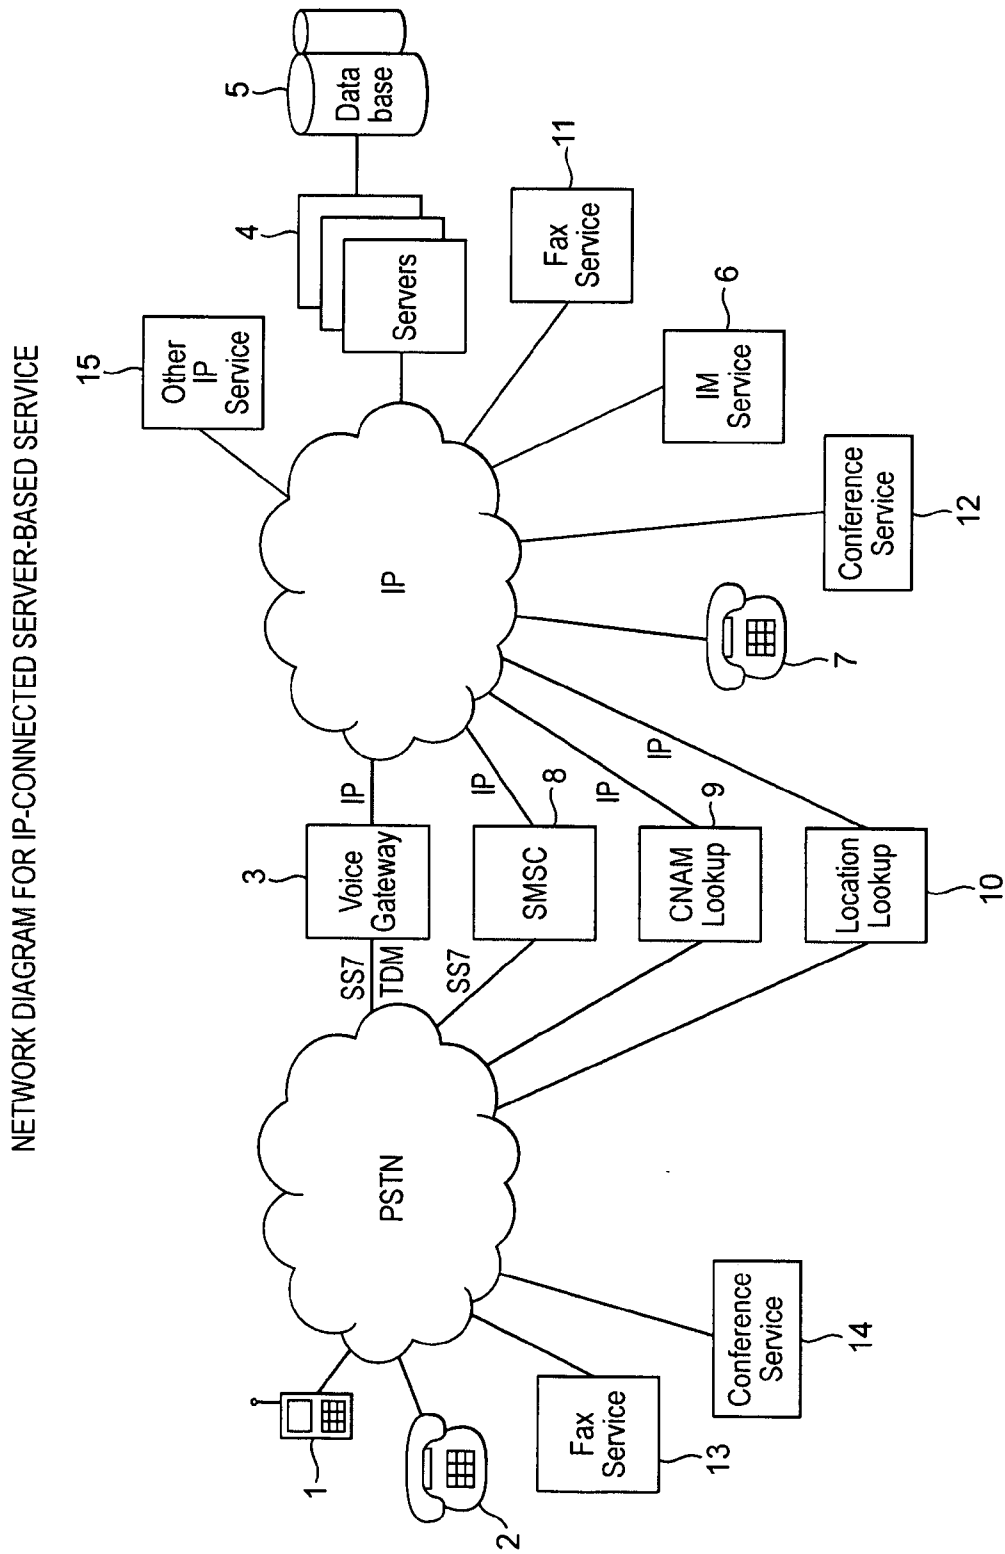 NETWORK DIAGRAM FOR IP-CONNECTED SERVER-BASED SERVICE
15
Other
IP
Service
4
Servers
5
Data
base
11
Fax
Service
6
IM
Service
12
Conference
Service
7
IP
3
Voice
Gateway
SS7
TDM
IP
8
SMSC
SS7
IP
9
CNAM
Lookup
IP
10
Location
Lookup
IP
PSTN
1
2
13
Fax
Service
14
Conference
Service